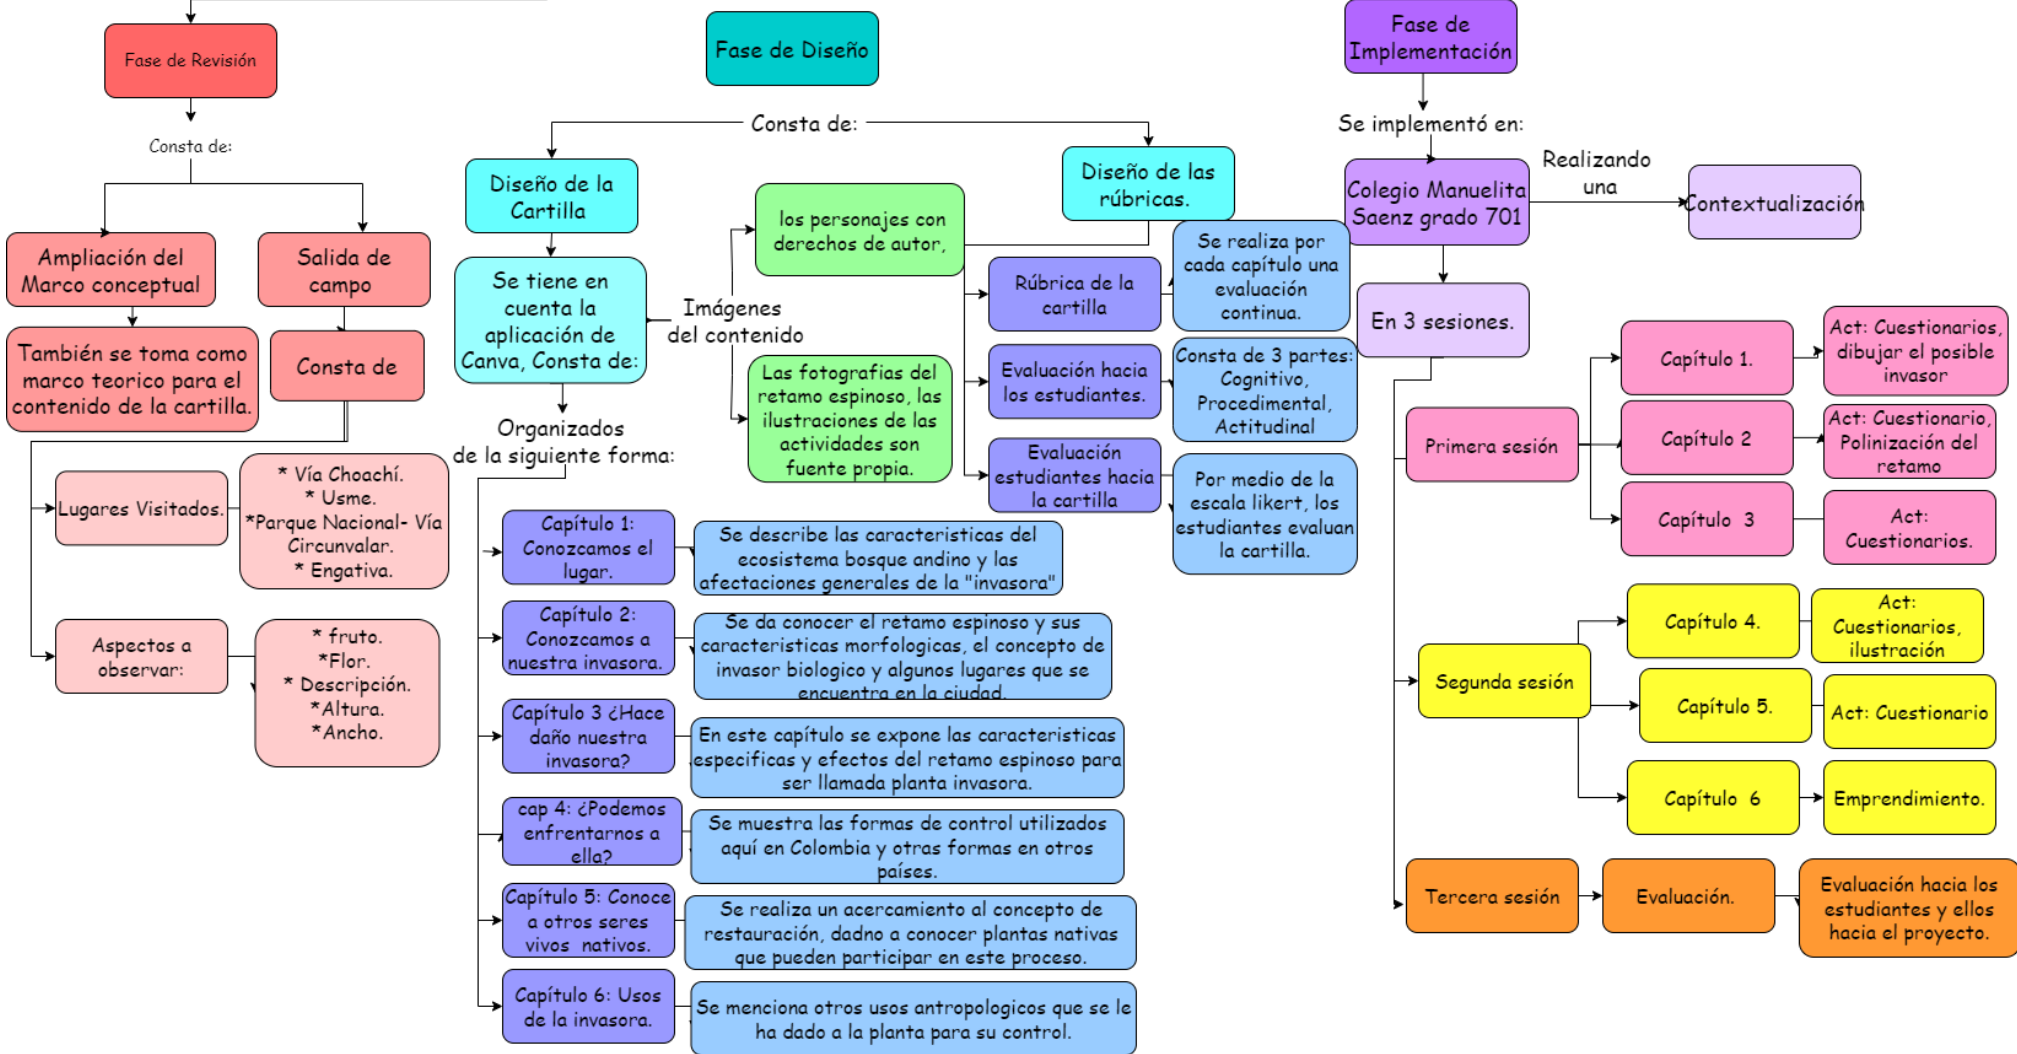 Fase de Revisión
Consta de:
Ampliación del
Marco conceptual
También se toma como
marco teorico para el
contenido de la cartilla.
Salida de
campo
Consta de
Lugares Visitados.
* Vía Choachí.
* Usme.
*Parque Nacional- Vía
Circunvalar.
* Engativa.
Aspectos a
observar:
* fruto.
*Flor.
* Descripción.
*Altura.
*Ancho.
Fase de Diseño
Consta de:
Diseño de la
Cartilla
Se tiene en
cuenta la
aplicación de
Canva, Consta de:
Imágenes
del contenido
los personajes con
derechos de autor,
Las fotografias del
retamo espinoso, las
ilustraciones de las
actividades son
fuente propia.
Organizados
de la siguiente forma:
Capítulo 1:
Conozcamos el
lugar.
Se describe las caracteristicas del
ecosistema bosque andino y las
afectaciones generales de la "invasora"
Capítulo 2:
Conozcamos a
nuestra invasora.
Se da conocer el retamo espinoso y sus
caracteristicas morfologicas, el concepto de
invasor biologico y algunos lugares que se
encuentra en la ciudad.
Capítulo 3 ¿Hace
daño nuestra
invasora?
En este capítulo se expone las caracteristicas
especificas y efectos del retamo espinoso para
ser llamada planta invasora.
cap 4: ¿Podemos
enfrentarnos a
ella?
Se muestra las formas de control utilizados
aquí en Colombia y otras formas en otros
países.
Capítulo 5: Conoce
a otros seres
vivos nativos.
Se realiza un acercamiento al concepto de
restauración, dadno a conocer plantas nativas
que pueden participar en este proceso.
Capítulo 6: Usos
de la invasora.
Se menciona otros usos antropologicos que se le
ha dado a la planta para su control.
Diseño de las
rúbricas.
Rúbrica de la
cartilla
Se realiza por
cada capítulo una
evaluación
continua.
Evaluación hacia
los estudiantes.
Consta de 3 partes:
Cognitivo,
Procedimental,
Actitudinal
Evaluación
estudiantes hacia
la cartilla
Por medio de la
escala likert, los
estudiantes evaluan
la cartilla.
Fase de
Implementación
Se implementó en:
Colegio Manuelita
Saenz grado 701
Realizando
una
Contextualización
En 3 sesiones.
Primera sesión
Capítulo 1.
Act: Cuestionarios,
dibujar el posible
invasor
Capítulo 2
Act: Cuestionario,
Polinización del
retamo
Capítulo 3
Act:
Cuestionarios.
Segunda sesión
Capítulo 4.
Act:
Cuestionarios,
ilustración
Capítulo 5.
Act: Cuestionario
Capítulo 6
Emprendimiento.
Tercera sesión
Evaluación.
Evaluación hacia los
estudiantes y ellos
hacia el proyecto.